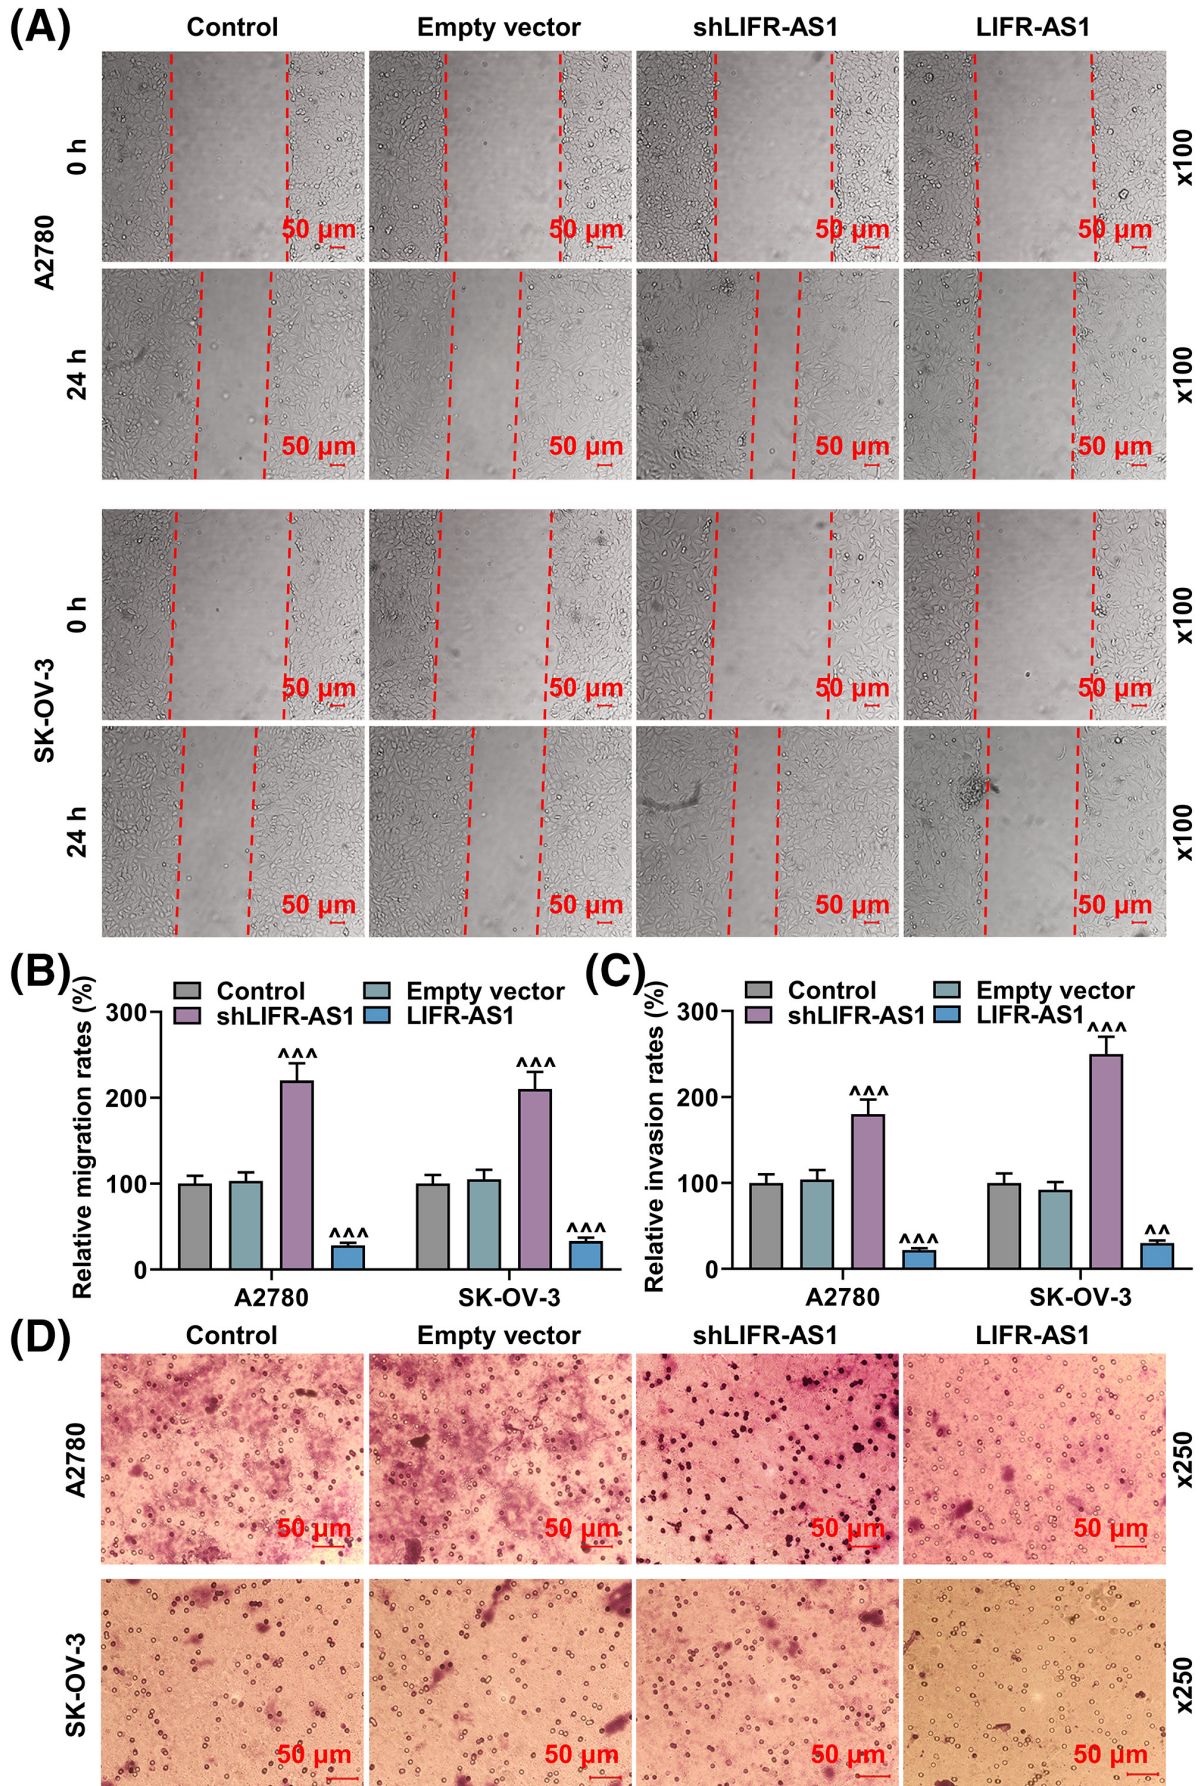 (A)
Control Empty vector shLIFR-AS1 LIFR-AS1
A2780
0 h
50 µm 50 µm 50 µm 50 µm
x100
24 h
50 µm 50 µm 50 µm 50 µm
x100
SK-OV-3
0 h
50 µm 50 µm 50 µm 50 µm
x100
24 h
50 µm 50 µm 50 µm 50 µm
x100
(B)
Relative migration rates (%)
Control Empty vector
shLIFR-AS1 LIFR-AS1
300
200
100
0
^^^ ^^^ ^^^ ^^^
A2780 SK-OV-3
(C)
Relative invasion rates (%)
Control Empty vector
shLIFR-AS1 LIFR-AS1
300
200
100
0
^^^ ^^^ ^^^ ^^
A2780 SK-OV-3
(D)
Control Empty vector shLIFR-AS1 LIFR-AS1
A2780
50 µm 50 µm 50 µm 50 µm
x250
SK-OV-3
50 µm 50 µm 50 µm 50 µm
x250